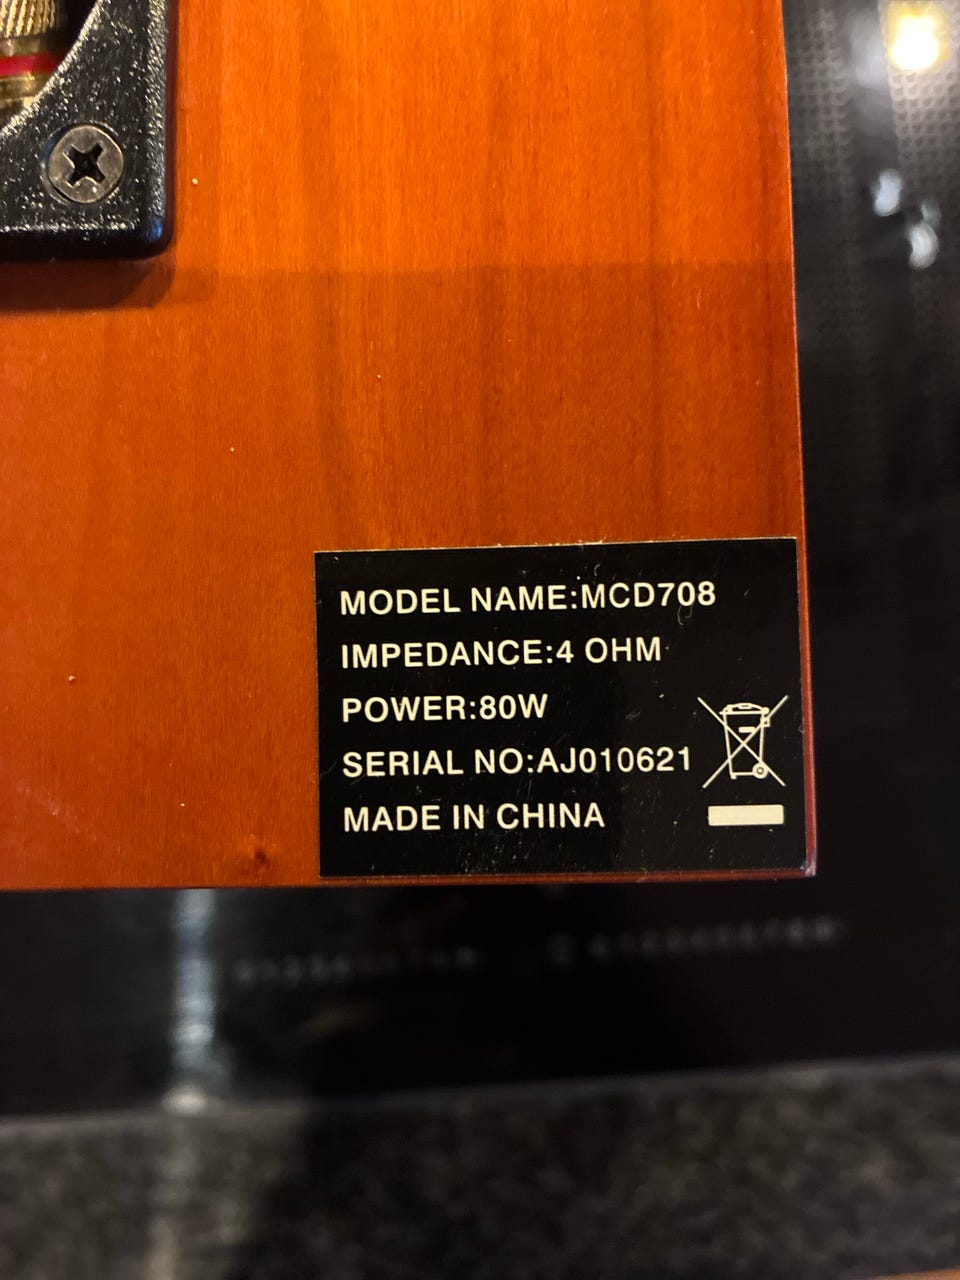 MODEL NAME:MCD708
IMPEDANCE:4 OHM
POWER:80W
SERIAL NO:AJ010621
MADE IN CHINA